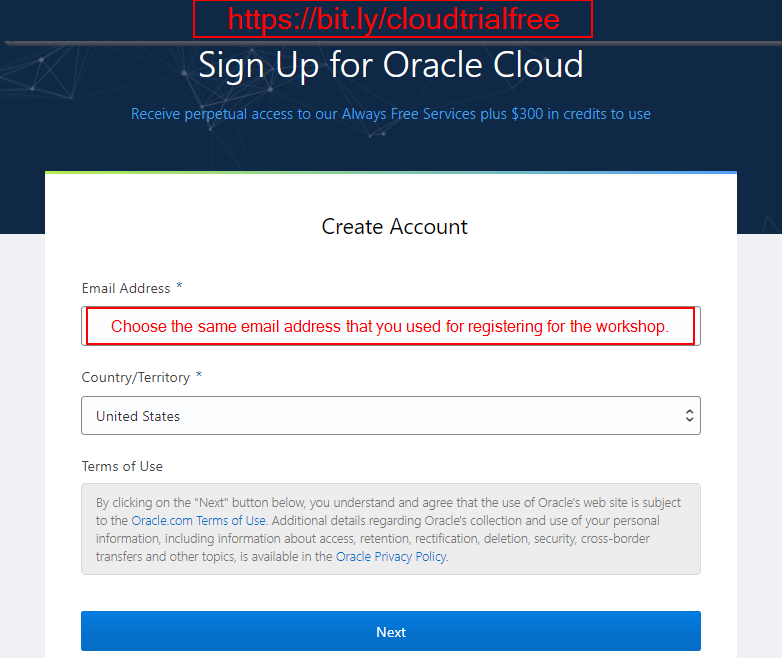 https://bit.ly/cloudtrialfree
Sign Up for Oracle Cloud
Receive perpetual access to our Always Free Services plus $300 in credits to use
Create Account
Email Address *
Choose the same email address that you used for registering for the workshop.
Country/Territory *
United States
Terms of Use
By clicking on the "Next" button below, you understand and agree that the use of Oracle's web site is subject
to the Oracle.com Terms of Use. Additional details regarding Oracle's collection and use of your personal
information, including information about access, retention, rectification, deletion, security, cross-border
transfers and other topics, is available in the Oracle Privacy Policy.
Next